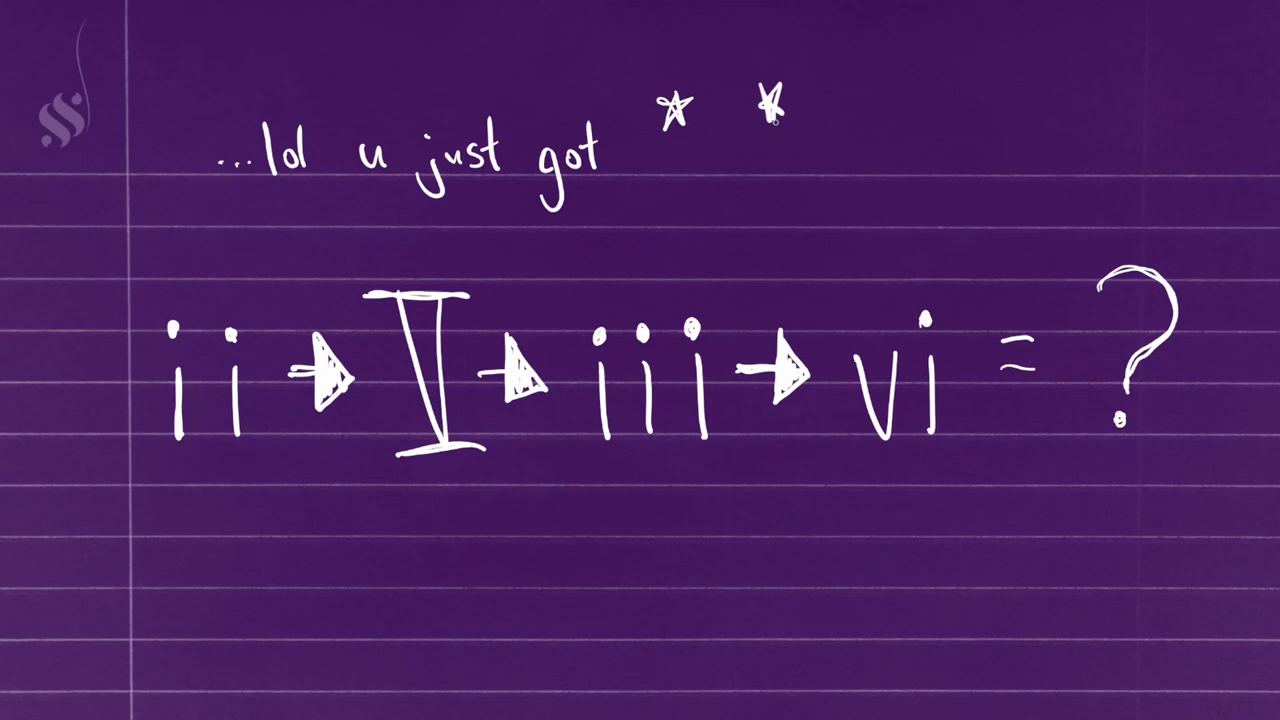 ...lol u just got * *
ii → V → iii → vi = ?